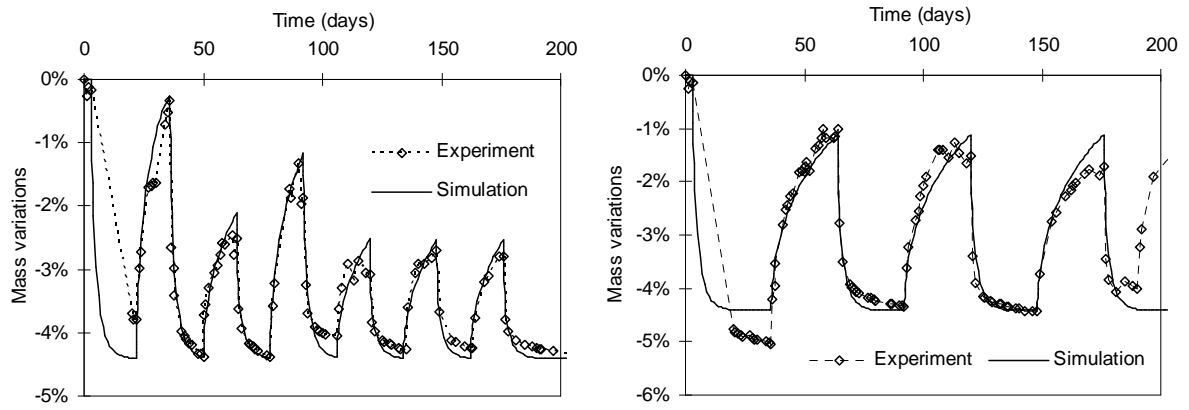 Time (days)
0 50 100 150 200
0%
-1%
-2%
-3%
-4%
-5%
Mass variations
Experiment
Simulation
Time (days)
0 50 100 150 200
0%
-1%
-2%
-3%
-4%
-5%
-6%
Mass variations
Experiment Simulation